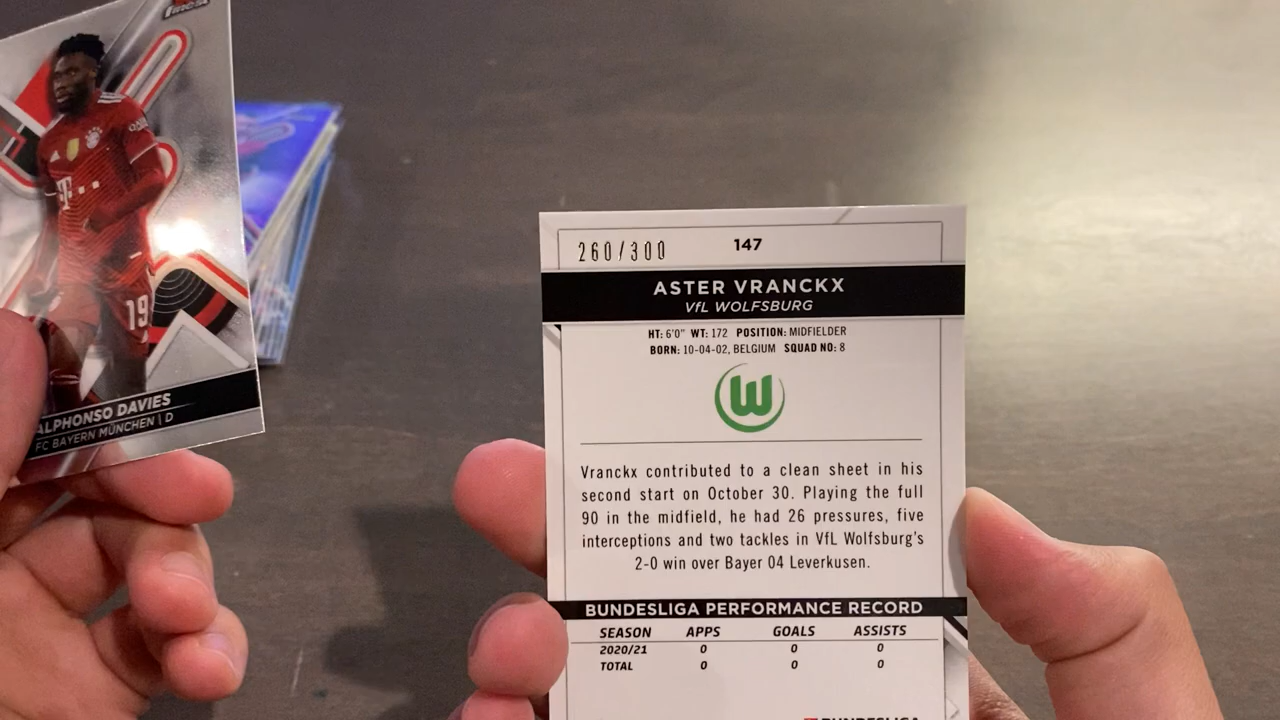 Finest
T...
19
ALPHONSO DAVIES
FC BAYERN MÜNCHEN | D
260/300
147
ASTER VRANCKX
VfL WOLFSBURG
HT: 6'0" WT: 172 POSITION: MIDFIELDER
BORN: 10-04-02, BELGIUM SQUAD NO: 8
W
Vranckx contributed to a clean sheet in his
second start on October 30. Playing the full
90 in the midfield, he had 26 pressures, five
interceptions and two tackles in VfL Wolfsburg's
2-0 win over Bayer 04 Leverkusen.
BUNDESLIGA PERFORMANCE RECORD
SEASON APPS GOALS ASSISTS
2020/21 0 0 0
TOTAL 0 0 0
BUNDESLIGA